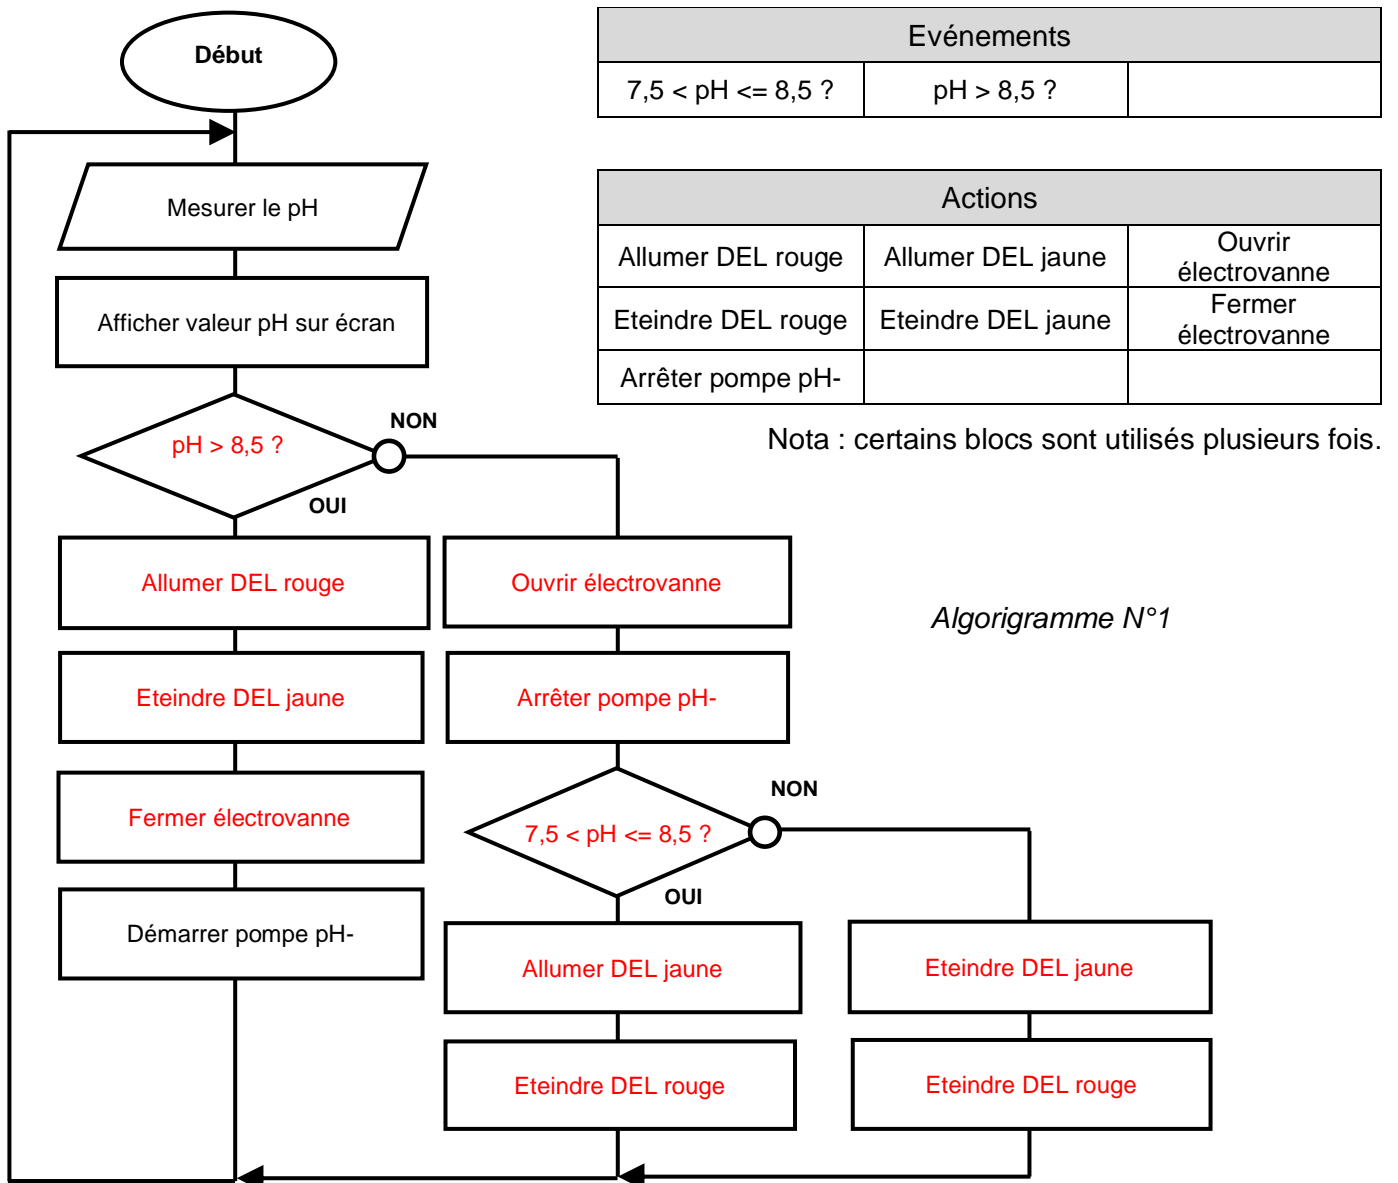 Début
Evénements
7,5 < pH <= 8,5 ?
pH > 8,5 ?
Mesurer le pH
Afficher valeur pH sur écran
Actions
Allumer DEL rouge
Allumer DEL jaune
Ouvrir
électrovanne
Eteindre DEL rouge
Eteindre DEL jaune
Fermer
électrovanne
Arrêter pompe pH-
Nota : certains blocs sont utilisés plusieurs fois.
pH > 8,5 ?
NON
OUI
Allumer DEL rouge
Ouvrir électrovanne
Algorigramme N°1
Eteindre DEL jaune
Arrêter pompe pH-
Fermer électrovanne
7,5 < pH <= 8,5 ?
NON
OUI
Démarrer pompe pH-
Allumer DEL jaune
Eteindre DEL jaune
Eteindre DEL rouge
Eteindre DEL rouge